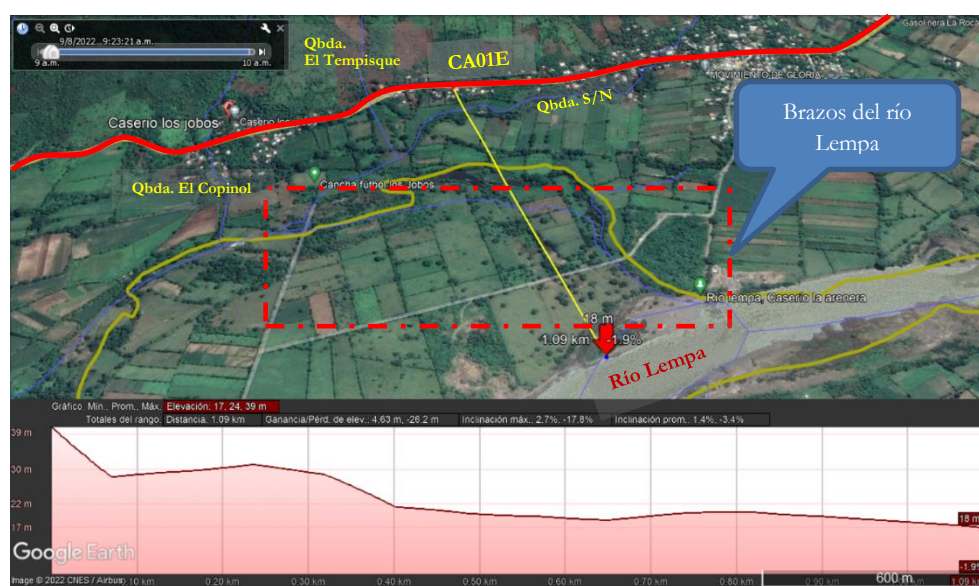 9/8/2022 9:23:21 a.m.
9 a.m.
10 a.m.
Gasolinera La Roca
Qbda.
El Tempisque
CA01E
MOVIMIENTO DE GLORIA
Qbda. S/N
Brazos del río
Lempa
Caserio los jobos
Qbda. El Copinol
Cancha fútbol los Jobos
Río lempa, Caserio la arenera
18 m
1.09 km
-1.9%
Río Lempa
Gráfico: Mín., Prom., Máx. Elevación: 17, 24, 39 m
Totales del rango: Distancia: 1.09 km Ganancia/Pérd. de elev.: 4.63 m, -26.2 m Inclinación máx.: 2.7%, -17.8% Inclinación prom.: 1.4%, -3.4%
39 m
30 m
22 m
17 m
18 m
Google Earth
-1.9%
Image © 2022 CNES / Airbus
0.10 km
0.20 km
0.30 km
0.40 km
0.50 km
0.60 km
0.70 km
0.80 km
0.90 km
1.09 km
600 m